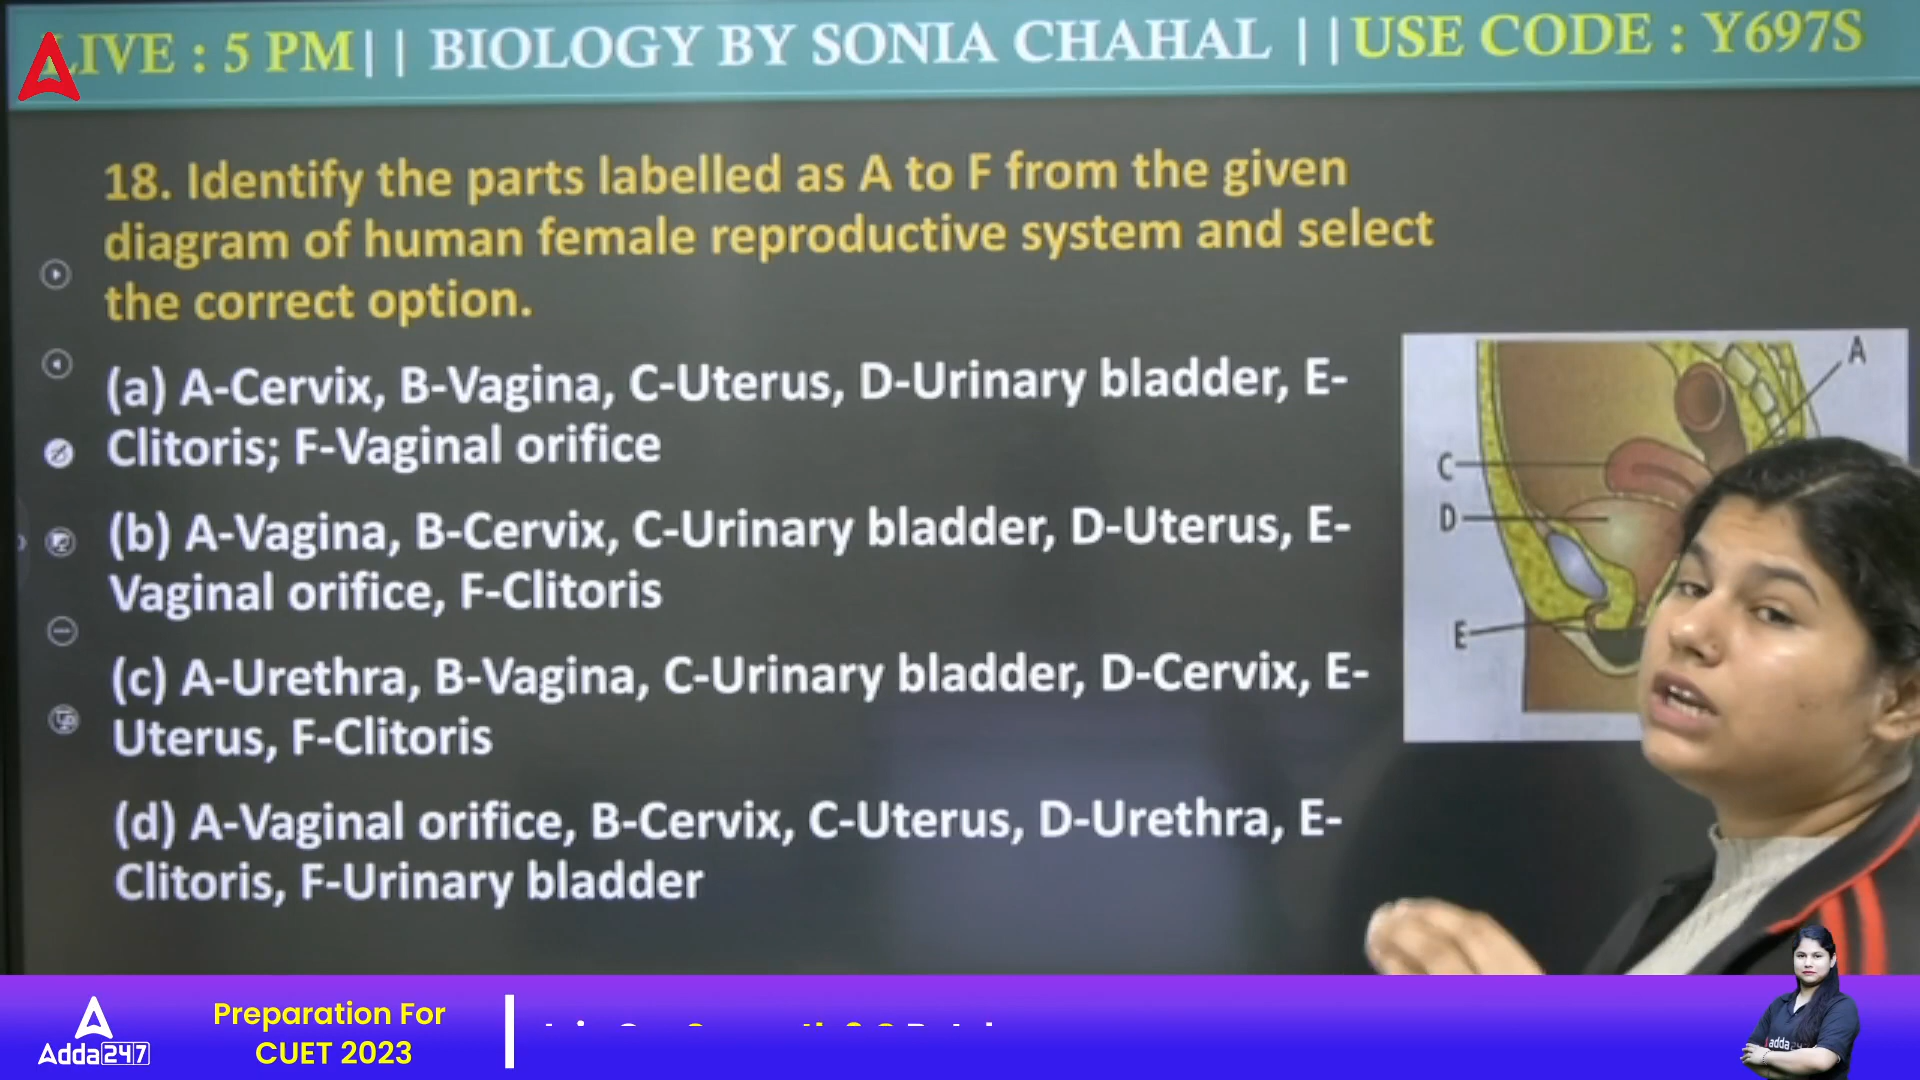 LIVE : 5 PM|| BIOLOGY BY SONIA CHAHAL ||USE CODE : Y697S
18. Identify the parts labelled as A to F from the given
diagram of human female reproductive system and select
the correct option.
(a) A-Cervix, B-Vagina, C-Uterus, D-Urinary bladder, E-
Clitoris; F-Vaginal orifice
(b) A-Vagina, B-Cervix, C-Urinary bladder, D-Uterus, E-
Vaginal orifice, F-Clitoris
(c) A-Urethra, B-Vagina, C-Urinary bladder, D-Cervix, E-
Uterus, F-Clitoris
(d) A-Vaginal orifice, B-Cervix, C-Uterus, D-Urethra, E-
Clitoris, F-Urinary bladder
A
C
D
E
Adda247
Preparation For
CUET 2023
adda247